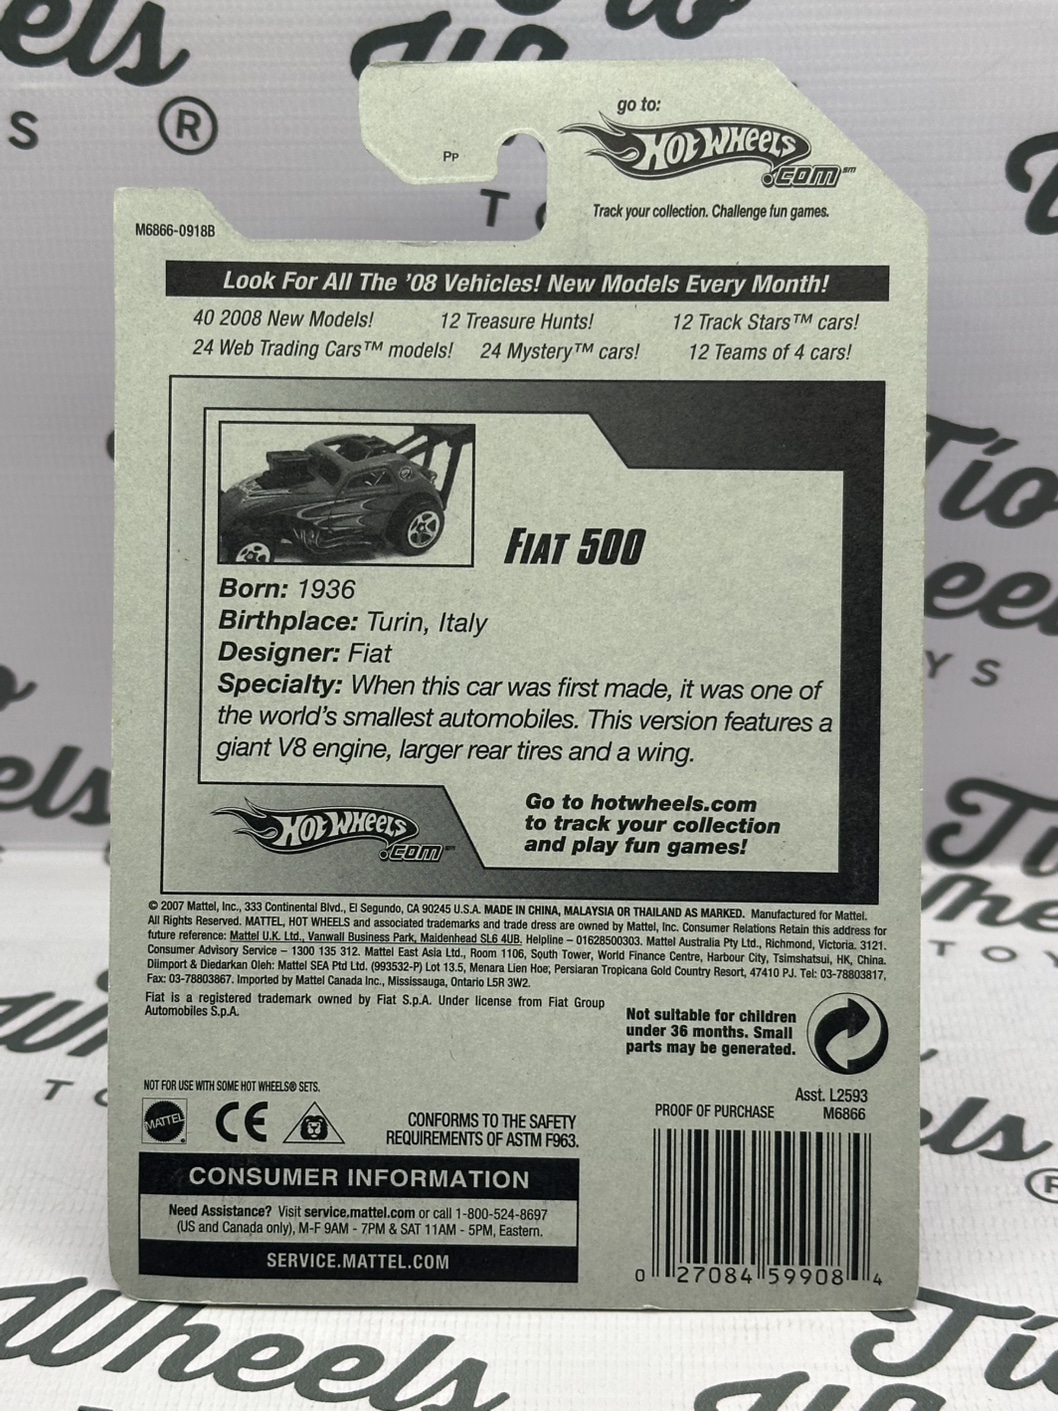 go to:
HOT WHEELS
.COM℠
Track your collection. Challenge fun games.
Pp
M6866-0918B
Look For All The '08 Vehicles! New Models Every Month!
40 2008 New Models! 12 Treasure Hunts! 12 Track Stars™ cars!
24 Web Trading Cars™ models! 24 Mystery™ cars! 12 Teams of 4 cars!
FIAT 500
Born: 1936
Birthplace: Turin, Italy
Designer: Fiat
Specialty: When this car was first made, it was one of
the world's smallest automobiles. This version features a
giant V8 engine, larger rear tires and a wing.
HOT WHEELS
.COM℠
Go to hotwheels.com
to track your collection
and play fun games!
© 2007 Mattel, Inc., 333 Continental Blvd., El Segundo, CA 90245 U.S.A. MADE IN CHINA, MALAYSIA OR THAILAND AS MARKED. Manufactured for Mattel.
All Rights Reserved. MATTEL, HOT WHEELS and associated trademarks and trade dress are owned by Mattel, Inc. Consumer Relations Retain this address for
future reference: Mattel U.K. Ltd., Vanwall Business Park, Maidenhead SL6 4UB. Helpline – 01628500303. Mattel Australia Pty Ltd., Richmond, Victoria. 3121.
Consumer Advisory Service – 1300 135 312. Mattel East Asia Ltd., Room 1106, South Tower, World Finance Centre, Harbour City, Tsimshatsui, HK, China.
Diimport & Diedarkan Oleh: Mattel SEA Ptd Ltd. (993532-P) Lot 13.5, Menara Lien Hoe, Persiaran Tropicana Gold Country Resort, 47410 PJ. Tel: 03-78803817,
Fax: 03-78803867. Imported by Mattel Canada Inc., Mississauga, Ontario L5R 3W2.
Fiat is a registered trademark owned by Fiat S.p.A. Under license from Fiat Group
Automobiles S.p.A.
Not suitable for children
under 36 months. Small
parts may be generated.
NOT FOR USE WITH SOME HOT WHEELS® SETS.
MATTEL
CE
CONFORMS TO THE SAFETY
REQUIREMENTS OF ASTM F963.
Asst. L2593
PROOF OF PURCHASE M6866
CONSUMER INFORMATION
Need Assistance? Visit service.mattel.com or call 1-800-524-8697
(US and Canada only), M-F 9AM - 7PM & SAT 11AM - 5PM, Eastern.
SERVICE.MATTEL.COM
0 27084 59908 4
Wheels